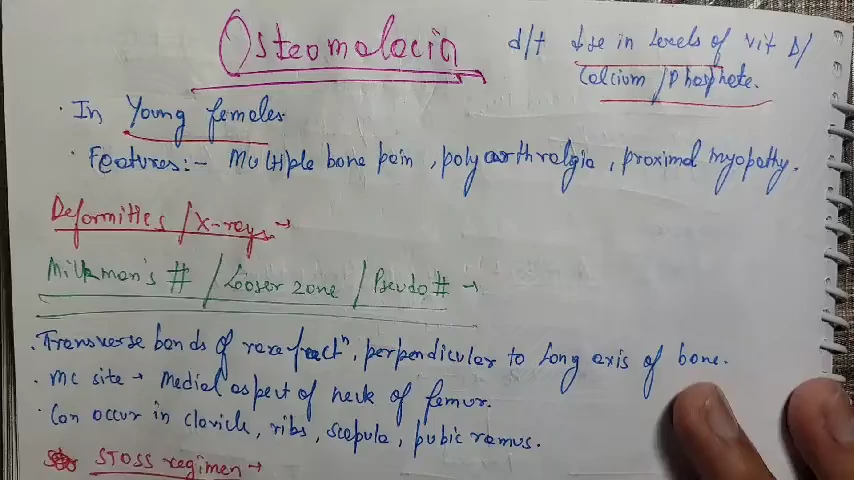 Osteomalacia
d/t ↓se in levels of vit D/
Calcium/Phosphate.
· In Young females
· Features:- Multiple bone pain, polyarthralgia, proximal myopathy.
Deformities/X-rays→
Milkman's #/Looser zone/Pseudo# →
· Transverse bands of rarefractⁿ, perpendicular to long axis of bone.
· MC site → Medial aspect of neck of femur.
· Can occur in clavicle, ribs, scapula, pubic ramus.
STOSS regimen→